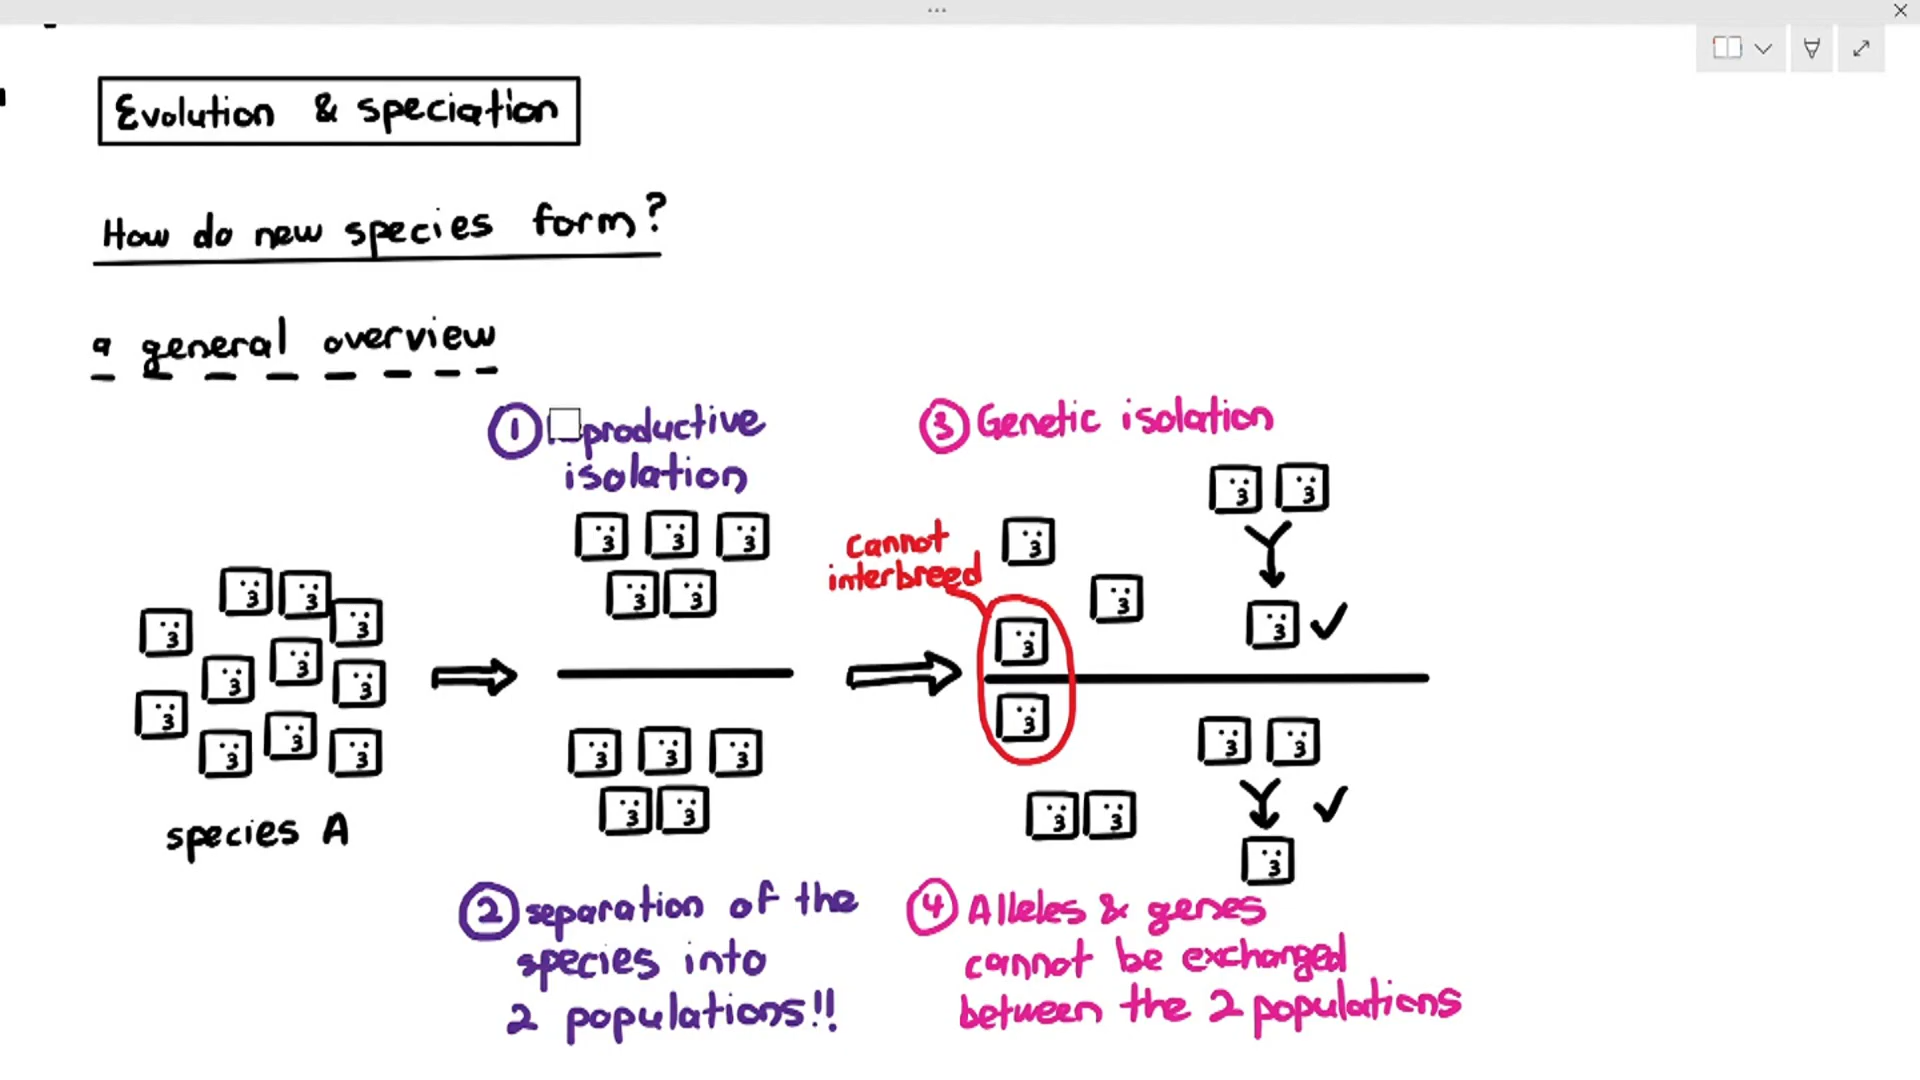 Evolution & speciation
How do new species form?
a general overview
① productive
isolation
③ Genetic isolation
cannot
interbreed
species A
② separation of the
species into
2 populations!!
④ Alleles & genes
cannot be exchanged
between the 2 populations